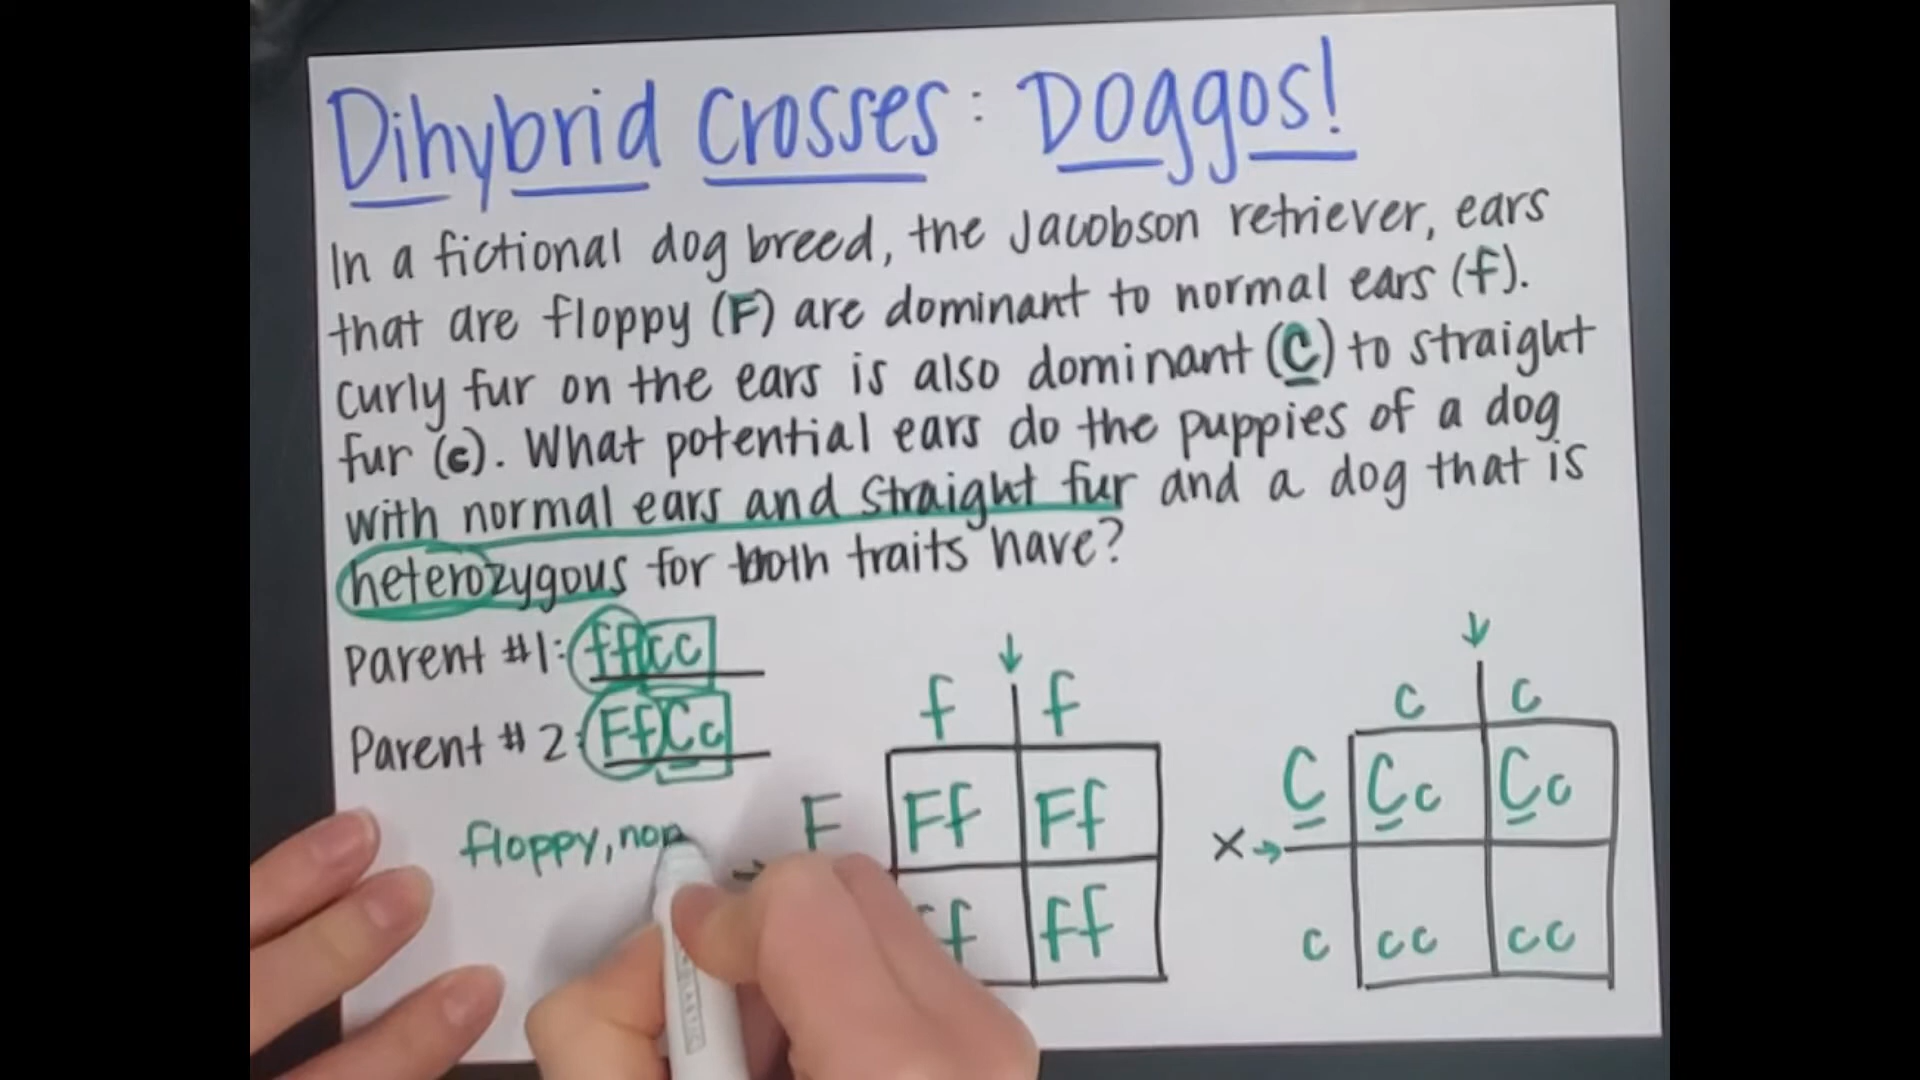 Dihybrid Crosses: Doggos!
In a fictional dog breed, the Jacobson retriever, ears
that are floppy (F) are dominant to normal ears (f).
Curly fur on the ears is also dominant (C) to straight
fur (c). What potential ears do the puppies of a dog
with normal ears and straight fur and a dog that is
heterozygous for both traits have?
Parent #1: ffcc
Parent #2: FfCc
floppy, nor
f f
F Ff Ff
ff
c c
X
C Cc Cc
c cc cc